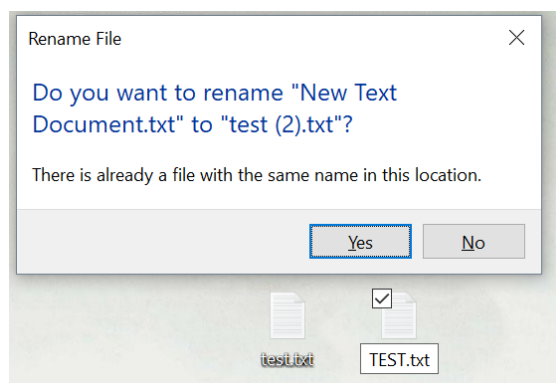 Rename File
Do you want to rename "New Text
Document.txt" to "test (2).txt"?
There is already a file with the same name in this location.
Yes No
test.txt TEST.txt